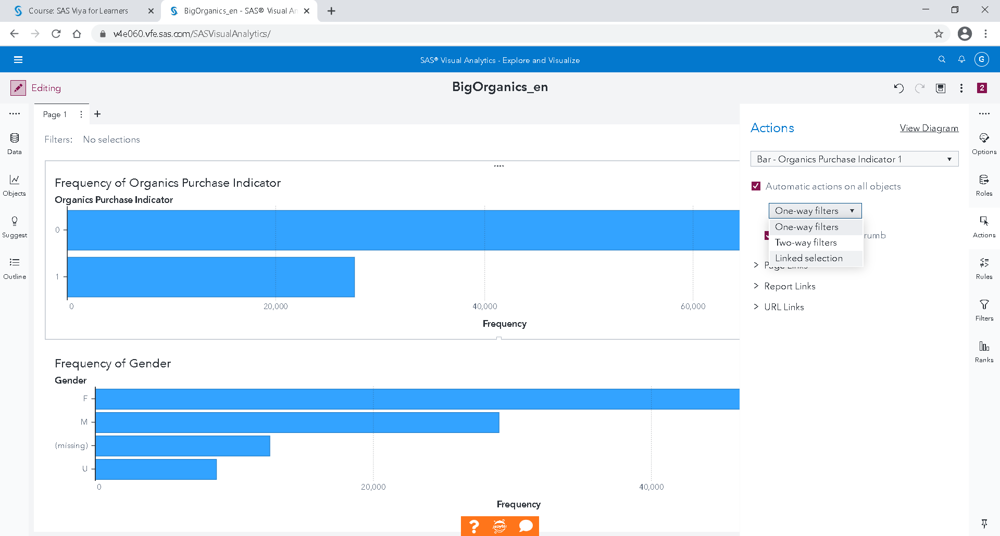 Course: SAS Viya for Learners
BigOrganics_en - SAS® Visual An
v4e060.vfe.sas.com/SASVisualAnalytics/
SAS® Visual Analytics - Explore and Visualize
G
Editing
BigOrganics_en
2
Page 1
Filters: No selections
Data
Objects
Suggest
Outline
Frequency of Organics Purchase Indicator
Organics Purchase Indicator
0
1
0 20,000 40,000 60,000
Frequency
Frequency of Gender
Gender
F
M
(missing)
U
0 20,000 40,000
Frequency
? jupyter
Actions View Diagram
Bar - Organics Purchase Indicator 1
Automatic actions on all objects
One-way filters
One-way filters
Two-way filters
Linked selection
rumb
Page Links
Report Links
URL Links
Options
Roles
Actions
Rules
Filters
Ranks